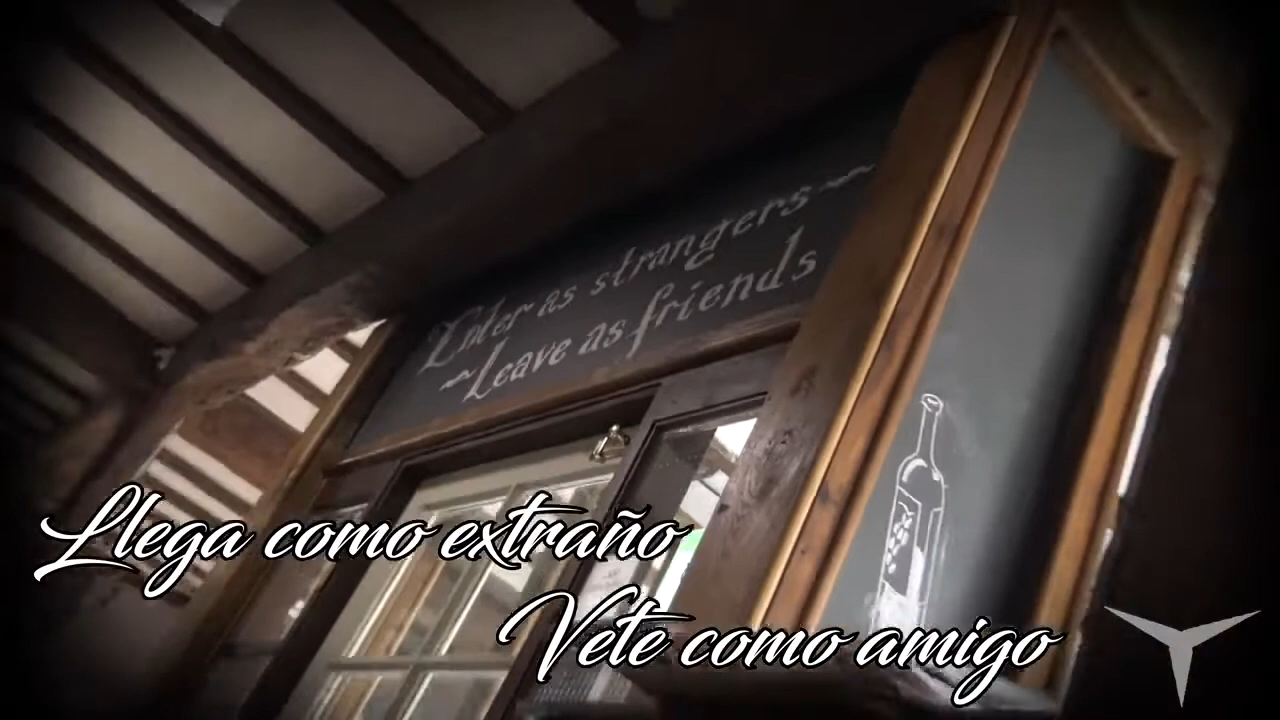 Enter as strangers
Leave as friends
Llega como extraño
Vete como amigo